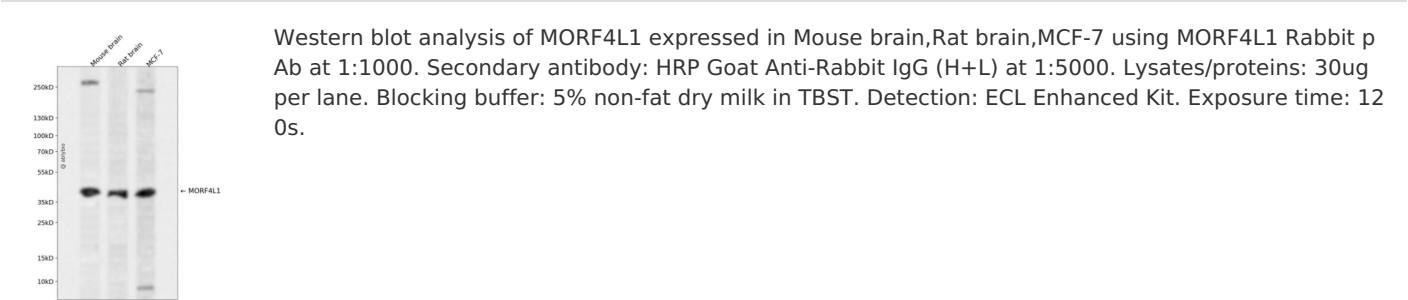 Mouse brain
Rat brain
MCF-7
250kD
130kD
100kD
70kD
55kD
35kD
25kD
15kD
10kD
@ abybio
← MORF4L1
Western blot analysis of MORF4L1 expressed in Mouse brain,Rat brain,MCF-7 using MORF4L1 Rabbit p
Ab at 1:1000. Secondary antibody: HRP Goat Anti-Rabbit IgG (H+L) at 1:5000. Lysates/proteins: 30ug
per lane. Blocking buffer: 5% non-fat dry milk in TBST. Detection: ECL Enhanced Kit. Exposure time: 12
0s.